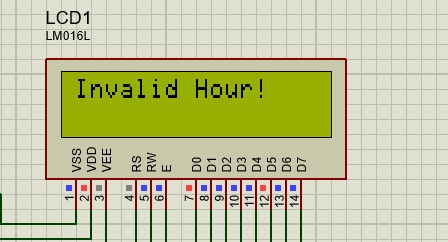 LCD1
LM016L
Invalid Hour!
VSS
VDD
VEE
RS
RW
E
D0
D1
D2
D3
D4
D5
D6
D7
1
2
3
4
5
6
7
8
9
10
11
12
13
14